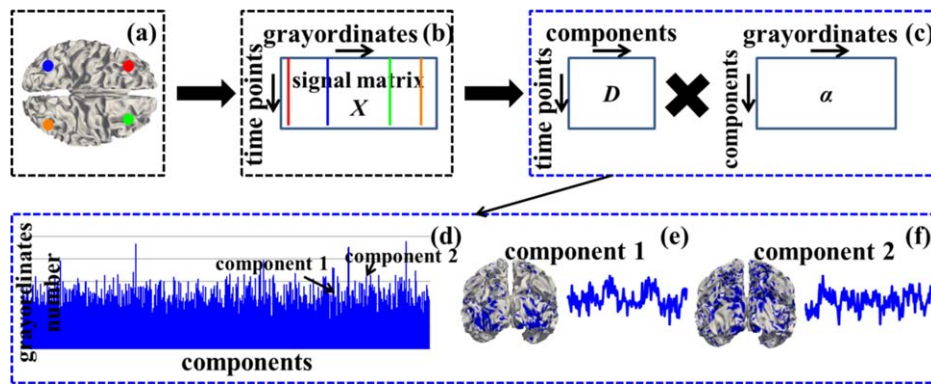 (a)
grayordinates (b)
time points
signal matrix
X
components
time points
D
grayordinates (c)
components
α
(d)
grayordinates
number
component 1
component 2
components
component 1 (e)
component 2 (f)